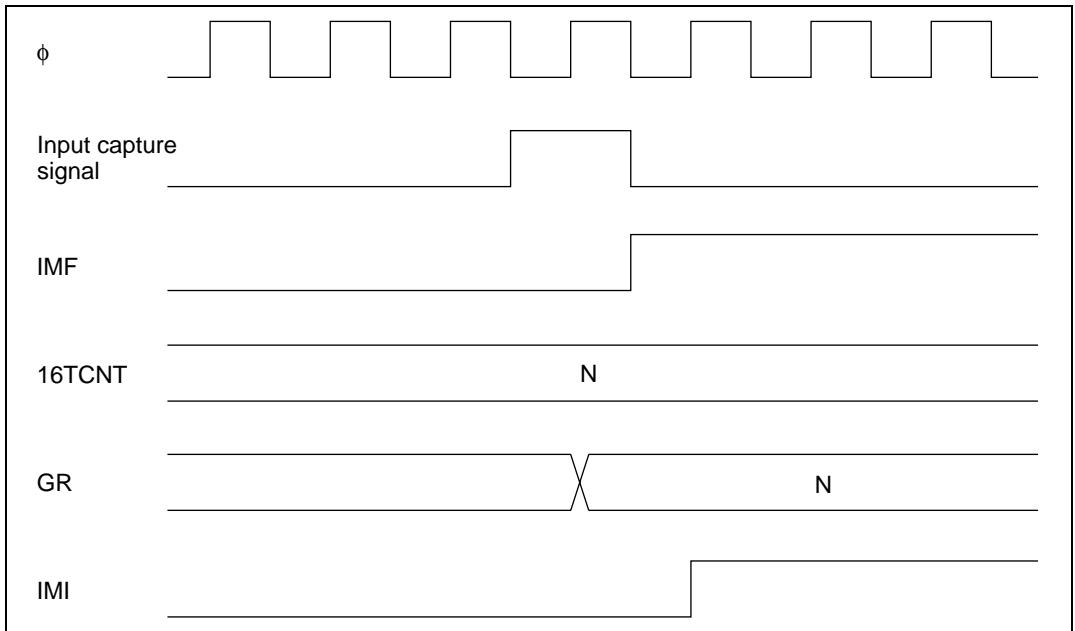 ϕ
Input capture
signal
IMF
16TCNT
N
GR
N
IMI